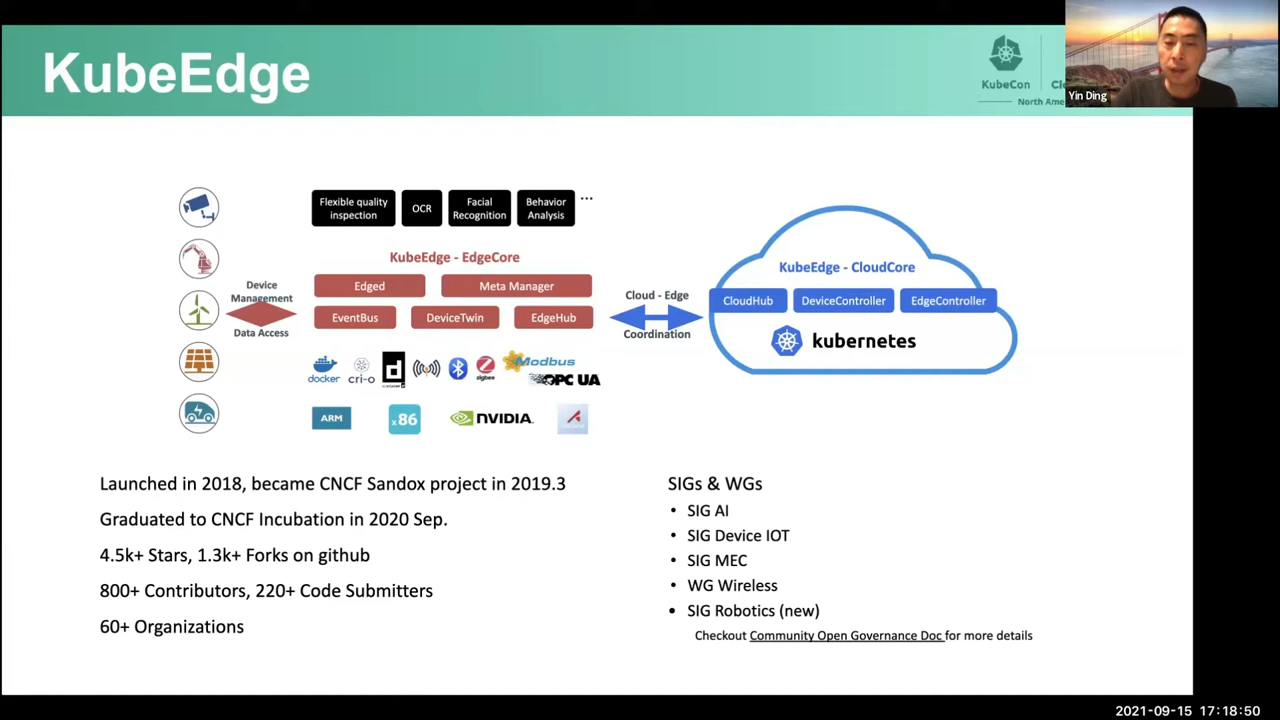 KubeEdge
KubeCon
North Ame
Yin Ding
Flexible quality
inspection
OCR
Facial
Recognition
Behavior
Analysis
...
KubeEdge - EdgeCore
Edged
Meta Manager
EventBus
DeviceTwin
EdgeHub
Device
Management
Data Access
Cloud - Edge
Coordination
KubeEdge - CloudCore
CloudHub
DeviceController
EdgeController
kubernetes
docker
cri-o
d
zigbee
Modbus
OPC UA
ARM
x86
NVIDIA.
Launched in 2018, became CNCF Sandox project in 2019.3
Graduated to CNCF Incubation in 2020 Sep.
4.5k+ Stars, 1.3k+ Forks on github
800+ Contributors, 220+ Code Submitters
60+ Organizations
SIGs & WGs
• SIG AI
• SIG Device IOT
• SIG MEC
• WG Wireless
• SIG Robotics (new)
Checkout Community Open Governance Doc for more details
2021-09-15 17:18:50